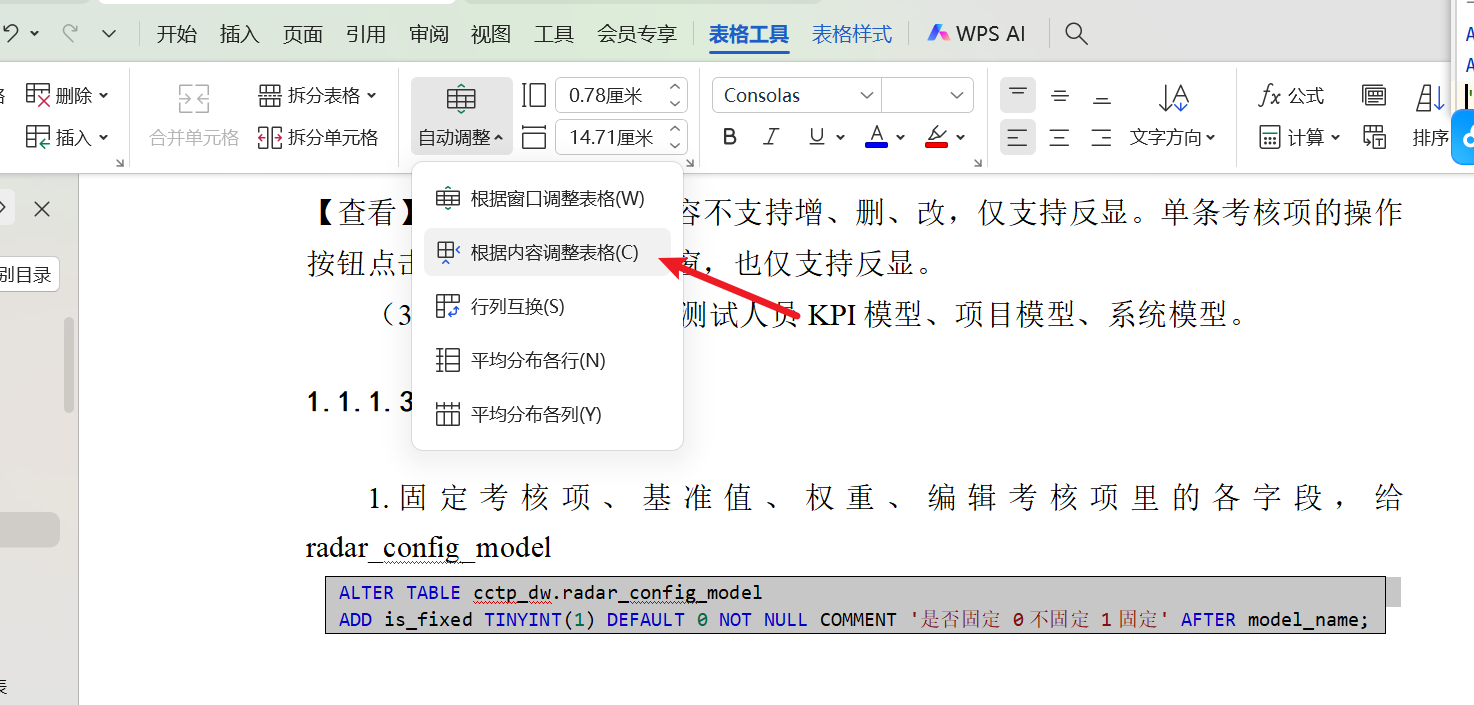 开始 插入 页面 引用 审阅 视图 工具 会员专享 表格工具 表格样式 WPS AI
删除 拆分表格 0.78厘米 Consolas 公式
插入 合并单元格 拆分单元格 自动调整 14.71厘米 B I U A 文字方向 计算 排序
根据窗口调整表格(W)
根据内容调整表格(C)
行列互换(S)
平均分布各行(N)
平均分布各列(Y)
别目录
【查看】 容不支持增、删、改，仅支持反显。单条考核项的操作
按钮点击 窗，也仅支持反显。
（3 测试人员 KPI 模型、项目模型、系统模型。
1.1.1.3
1.固定考核项、基准值、权重、编辑考核项里的各字段，给
radar_config_model
ALTER TABLE cctp_dw.radar_config_model
ADD is_fixed TINYINT(1) DEFAULT 0 NOT NULL COMMENT '是否固定 0不固定 1固定' AFTER model_name;